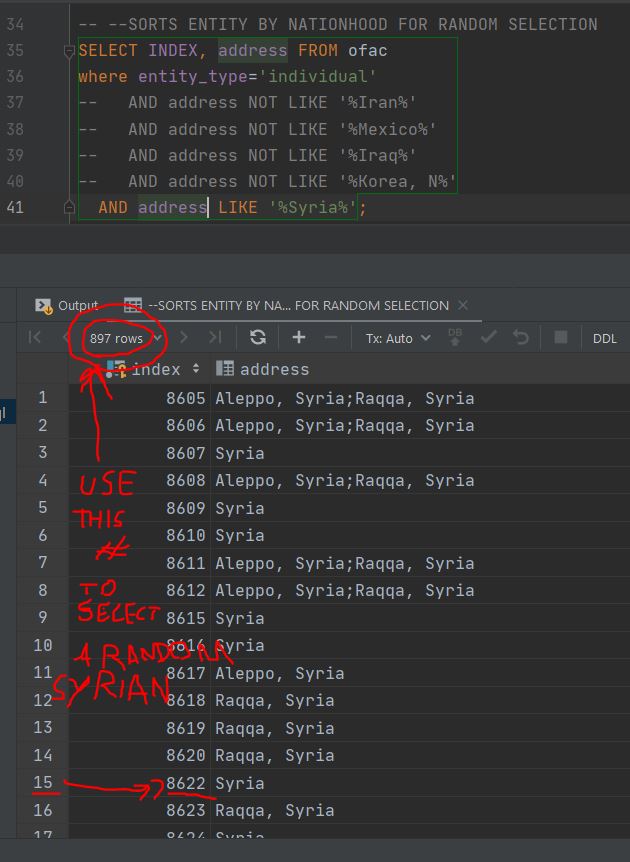 34 -- --SORTS ENTITY BY NATIONHOOD FOR RANDOM SELECTION
35 SELECT INDEX, address FROM ofac
36 where entity_type='individual'
37 -- AND address NOT LIKE '%Iran%'
38 -- AND address NOT LIKE '%Mexico%'
39 -- AND address NOT LIKE '%Iraq%'
40 -- AND address NOT LIKE '%Korea, N%'
41 AND address LIKE '%Syria%';
Output --SORTS ENTITY BY NA... FOR RANDOM SELECTION
897 rows Tx: Auto DB DDL
index address
1 8605 Aleppo, Syria;Raqqa, Syria
2 8606 Aleppo, Syria;Raqqa, Syria
3 8607 Syria
4 8608 Aleppo, Syria;Raqqa, Syria
5 8609 Syria
6 8610 Syria
7 8611 Aleppo, Syria;Raqqa, Syria
8 8612 Aleppo, Syria;Raqqa, Syria
9 8615 Syria
10 8616 Syria
11 8617 Aleppo, Syria
12 8618 Raqqa, Syria
13 8619 Raqqa, Syria
14 8620 Raqqa, Syria
15 8622 Syria
16 8623 Raqqa, Syria
17 8624 Syria
USE
THIS
#
TO
SELECT
1 RANDOM
SYRIAN